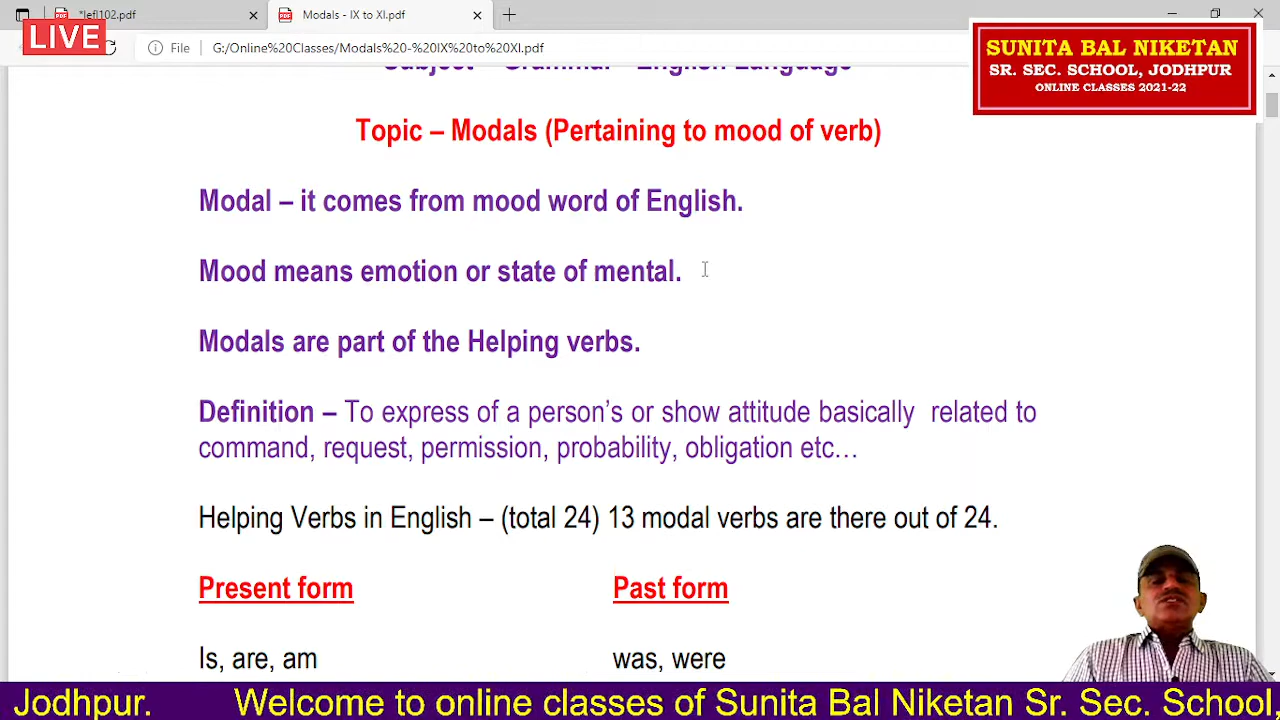 *lefl102.pdf
Modals - IX to XI.pdf
LIVE
File
G:/Online%20Classes/Modals%20-%20IX%20to%20XI.pdf
SUNITA BAL NIKETAN
SR. SEC. SCHOOL, JODHPUR
ONLINE CLASSES 2021-22
Subject – Grammar – English Language
Topic – Modals (Pertaining to mood of verb)
Modal – it comes from mood word of English.
Mood means emotion or state of mental.
Modals are part of the Helping verbs.
Definition – To express of a person’s or show attitude basically related to
command, request, permission, probability, obligation etc…
Helping Verbs in English – (total 24) 13 modal verbs are there out of 24.
Present form Past form
Is, are, am was, were
Jodhpur. Welcome to online classes of Sunita Bal Niketan Sr. Sec. School,